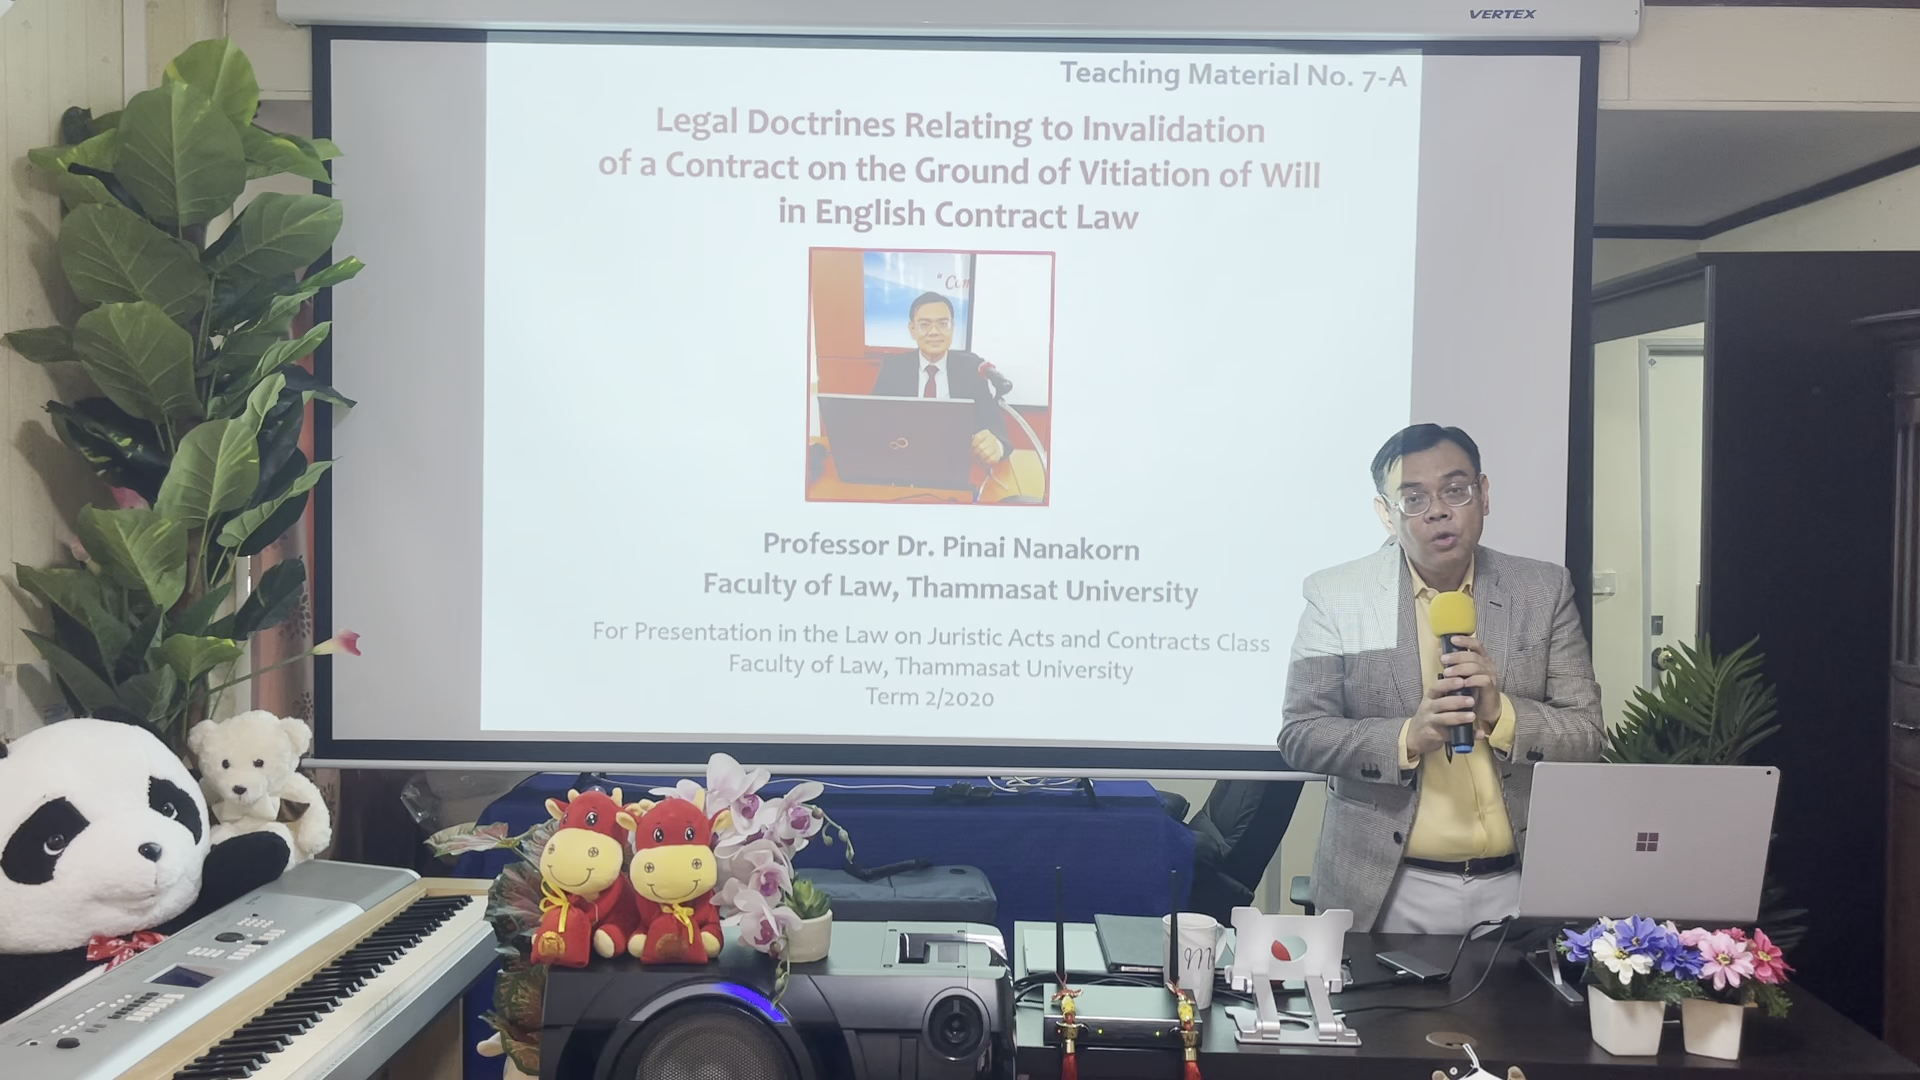 VERTEX
Teaching Material No. 7-A
Legal Doctrines Relating to Invalidation
of a Contract on the Ground of Vitiation of Will
in English Contract Law
Professor Dr. Pinai Nanakorn
Faculty of Law, Thammasat University
For Presentation in the Law on Juristic Acts and Contracts Class
Faculty of Law, Thammasat University
Term 2/2020